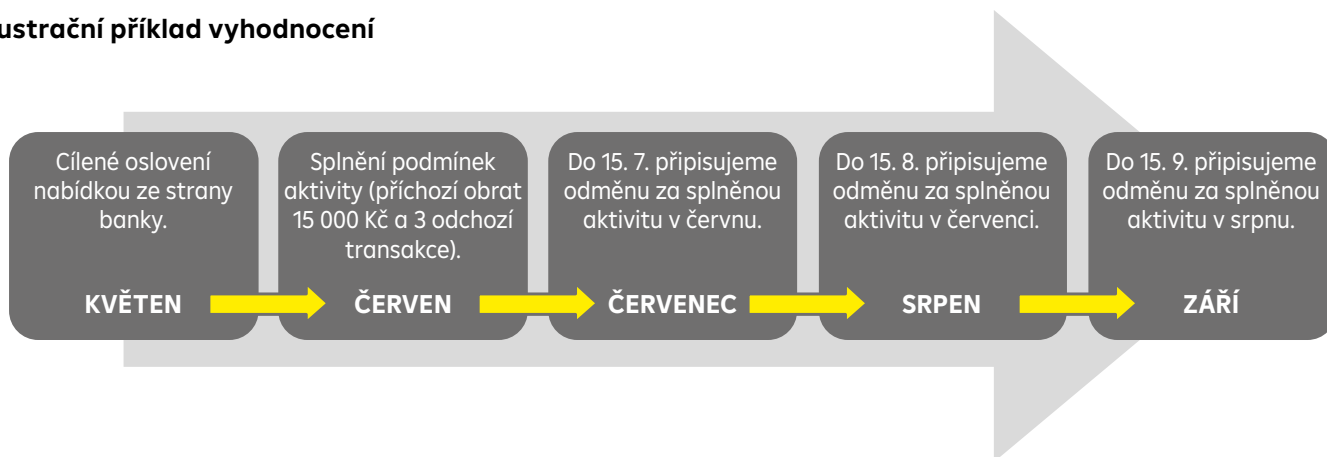 ustrační příklad vyhodnocení
Cílené oslovení
nabídkou ze strany
banky.
KVĚTEN
Splnění podmínek
aktivity (příchozí obrat
15 000 Kč a 3 odchozí
transakce).
ČERVEN
Do 15. 7. připisujeme
odměnu za splněnou
aktivitu v červnu.
ČERVENEC
Do 15. 8. připisujeme
odměnu za splněnou
aktivitu v červenci.
SRPEN
Do 15. 9. připisujeme
odměnu za splněnou
aktivitu v srpnu.
ZÁŘÍ